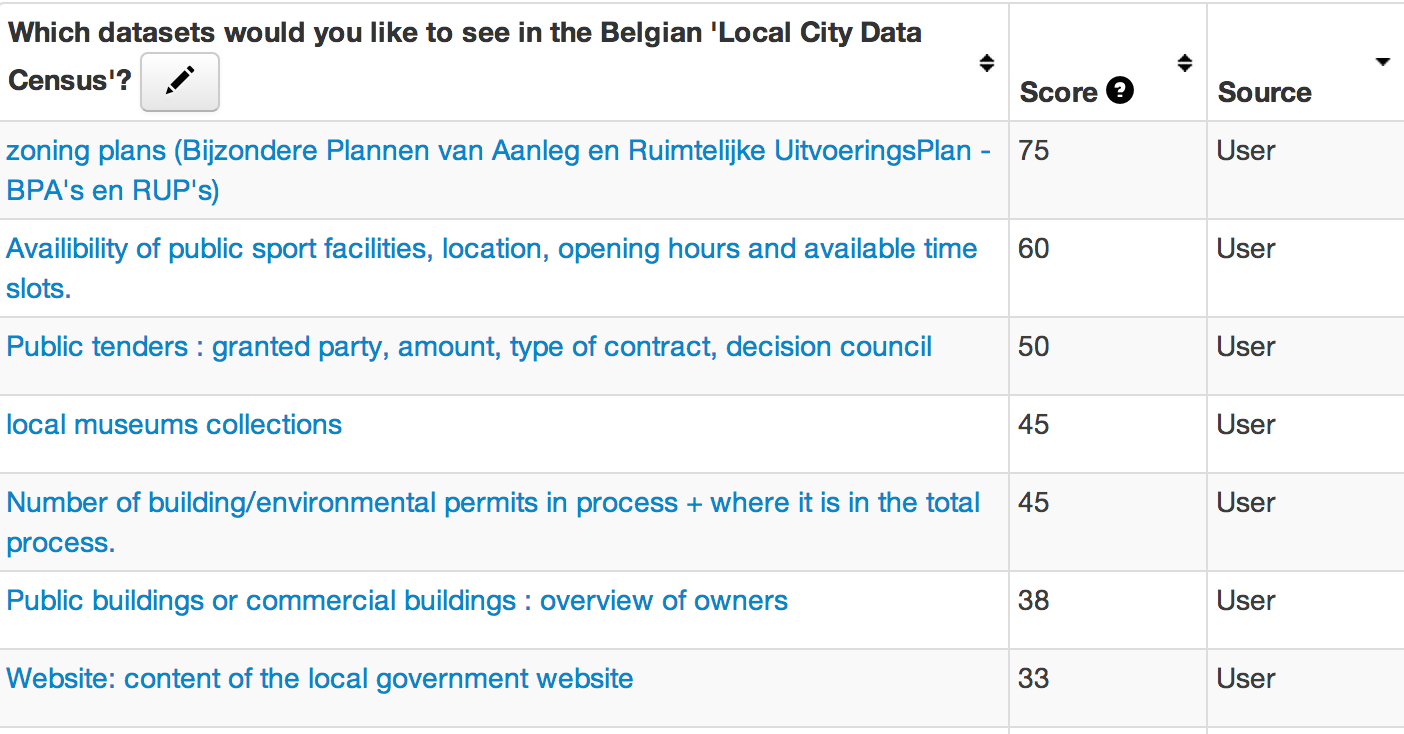 Which datasets would you like to see in the Belgian 'Local City Data
Census'?
Score ?
Source
zoning plans (Bijzondere Plannen van Aanleg en Ruimtelijke UitvoeringsPlan -
BPA's en RUP's)
75
User
Availibility of public sport facilities, location, opening hours and available time
slots.
60
User
Public tenders : granted party, amount, type of contract, decision council
50
User
local museums collections
45
User
Number of building/environmental permits in process + where it is in the total
process.
45
User
Public buildings or commercial buildings : overview of owners
38
User
Website: content of the local government website
33
User